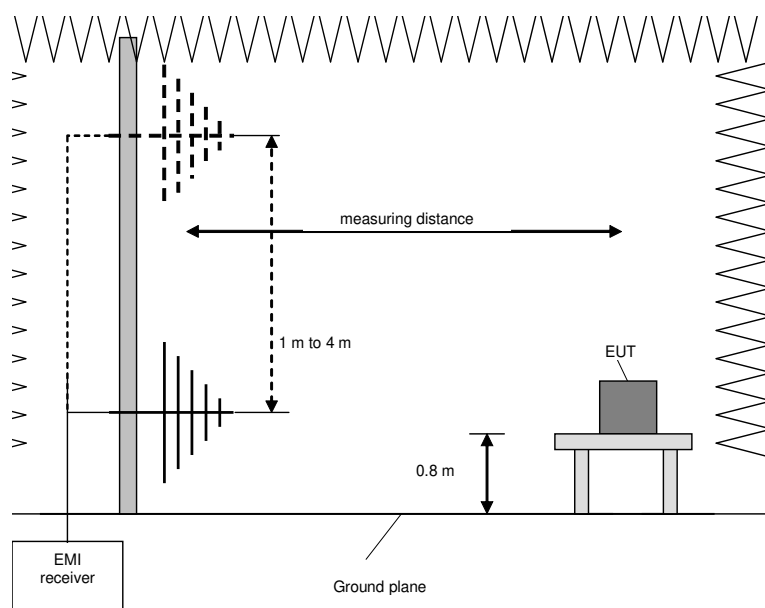 measuring distance
1 m to 4 m
EUT
0.8 m
EMI
receiver
Ground plane